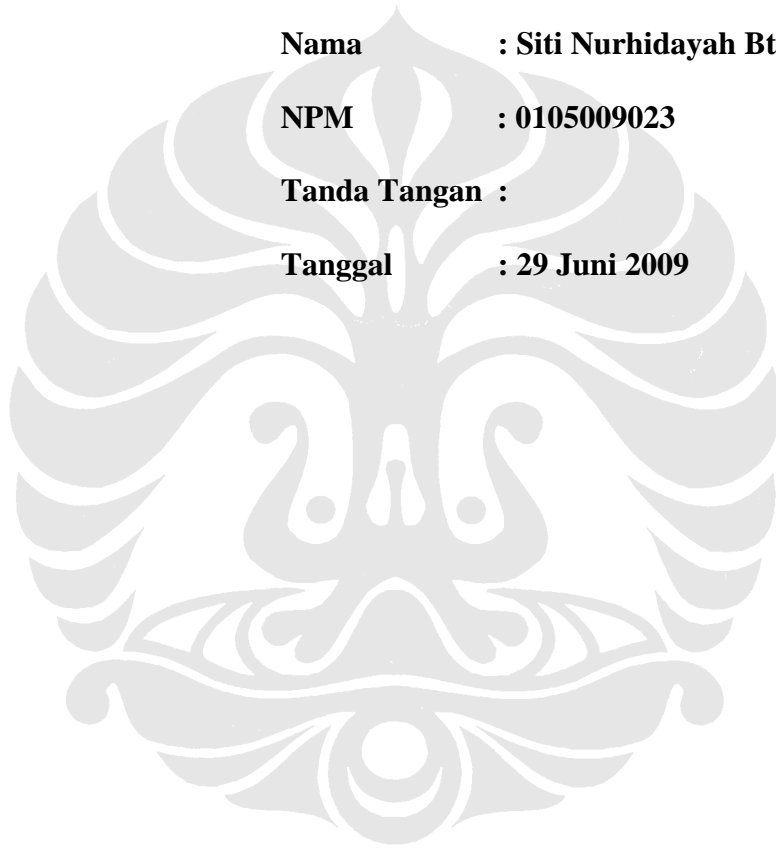 Nama : Siti Nurhidayah Bt
NPM : 0105009023
Tanda Tangan :
Tanggal : 29 Juni 2009